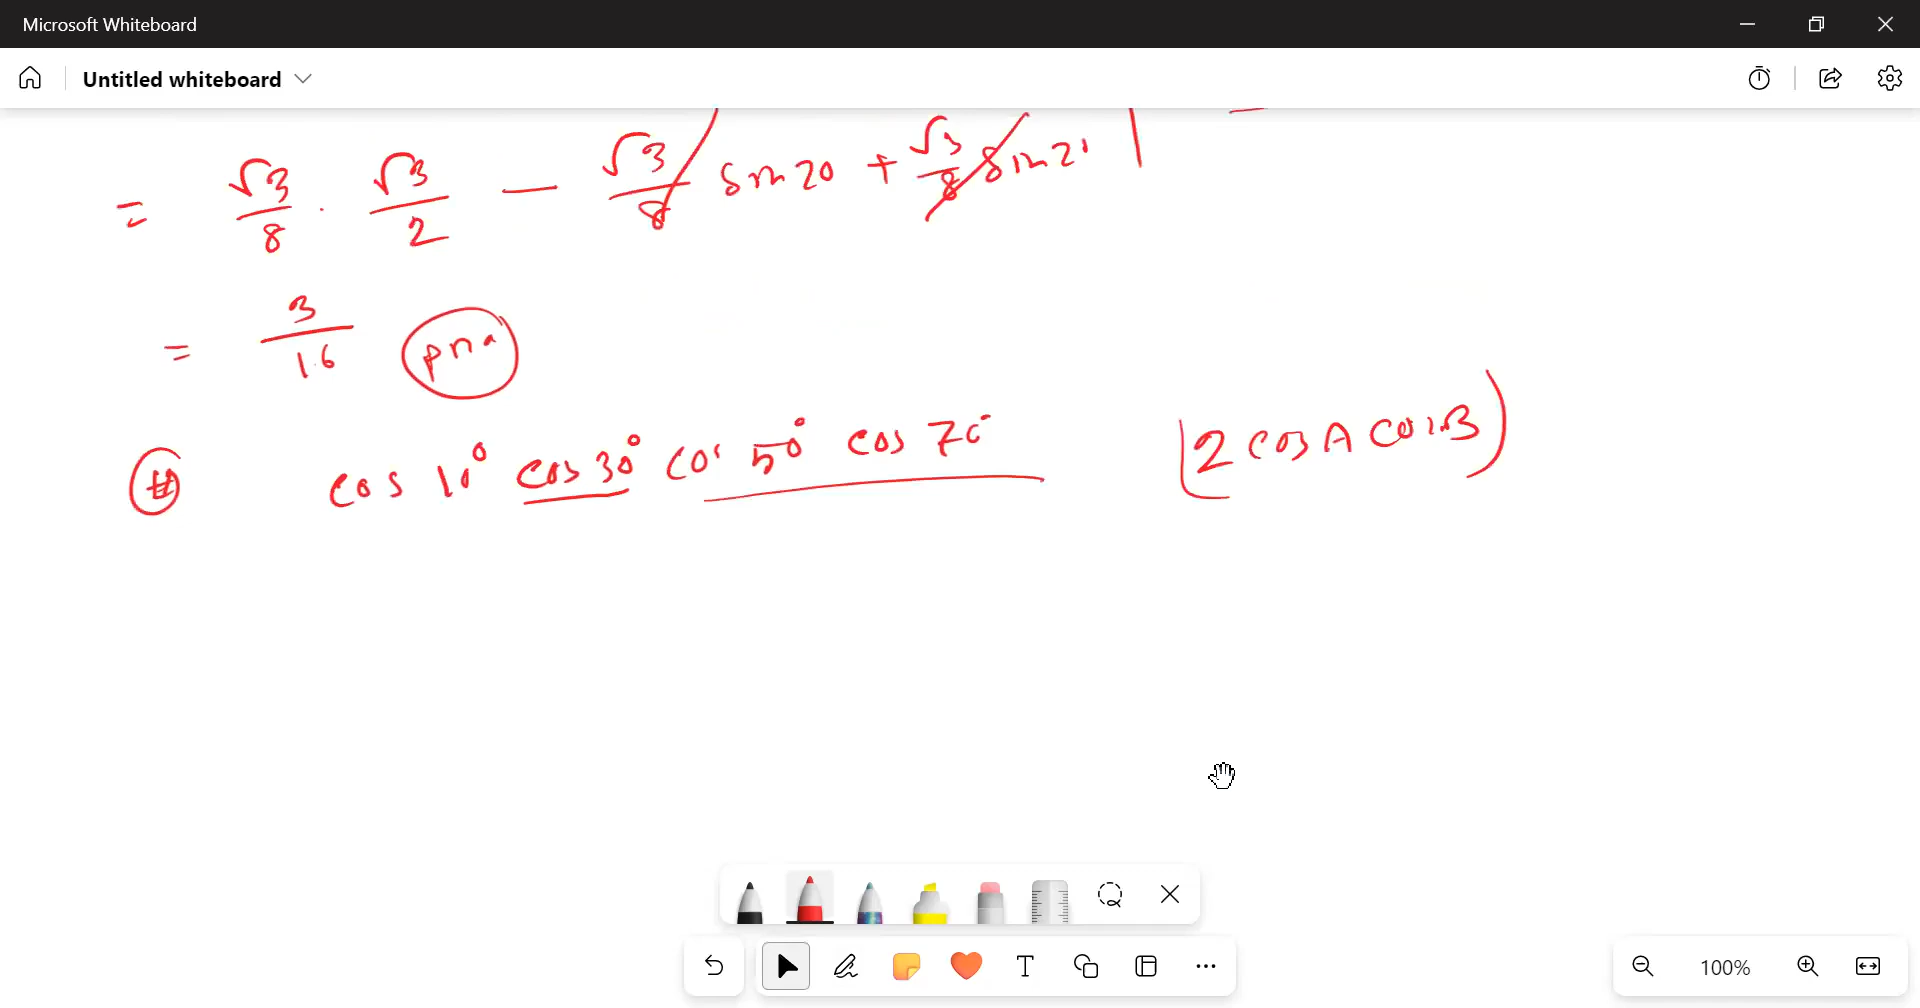 Microsoft Whiteboard
Untitled whiteboard
= √3/8 · √3/2 − √3/8 sin 20 + √3/8 sin 20
= 3/16 pna
# cos 10° cos 30° cos 50° cos 70° (2 cos A cos B)
T
100%